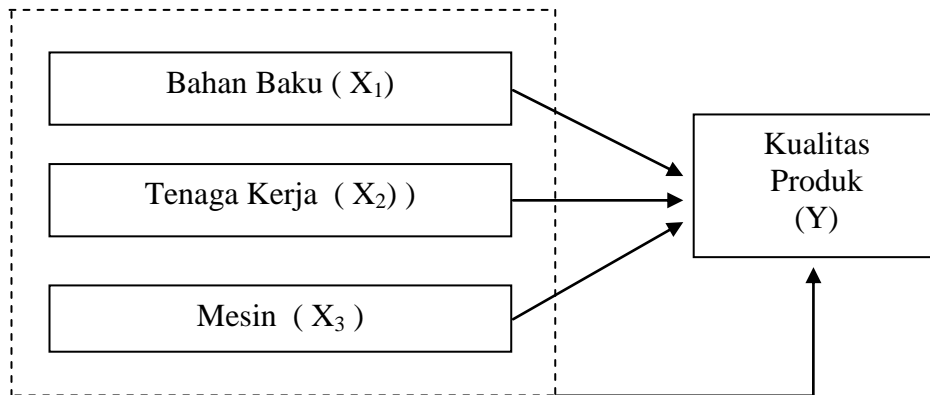 Bahan Baku ( X₁)
Tenaga Kerja ( X₂) )
Mesin ( X₃ )
Kualitas
Produk
(Y)